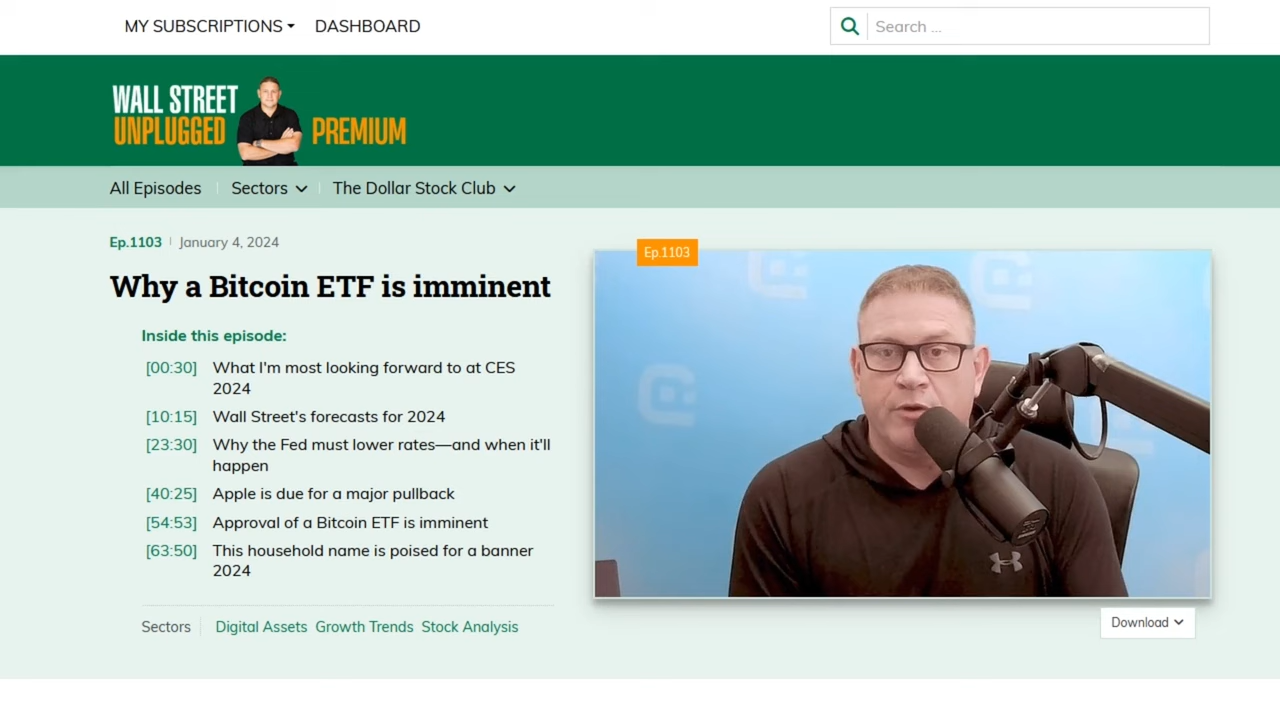 MY SUBSCRIPTIONS DASHBOARD
Search ...
WALL STREET
UNPLUGGED PREMIUM
All Episodes Sectors The Dollar Stock Club
Ep.1103 January 4, 2024
Ep.1103
Why a Bitcoin ETF is imminent
Inside this episode:
[00:30] What I'm most looking forward to at CES
2024
[10:15] Wall Street's forecasts for 2024
[23:30] Why the Fed must lower rates—and when it'll
happen
[40:25] Apple is due for a major pullback
[54:53] Approval of a Bitcoin ETF is imminent
[63:50] This household name is poised for a banner
2024
Sectors Digital Assets Growth Trends Stock Analysis
Download